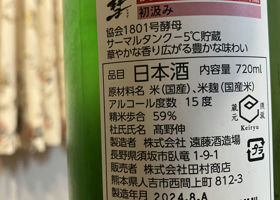 初汲み
協会1801号酵母
サーマルタンク－5℃貯蔵
華やかな香り広がる豊かな味わい
品目 日本酒 内容量 720ml
原材料名 米(国産)、米麹(国産米)
アルコール度数 15度
精米歩合 59%
杜氏氏名 髙野伸
製造者 株式会社 遠藤酒造場
長野県須坂市臥竜 1-9-1
販売者 株式会社田村商店
熊本県人吉市西間上町 812-3
製造年月 2024.8.A
蔵元
直汲
Keiryu